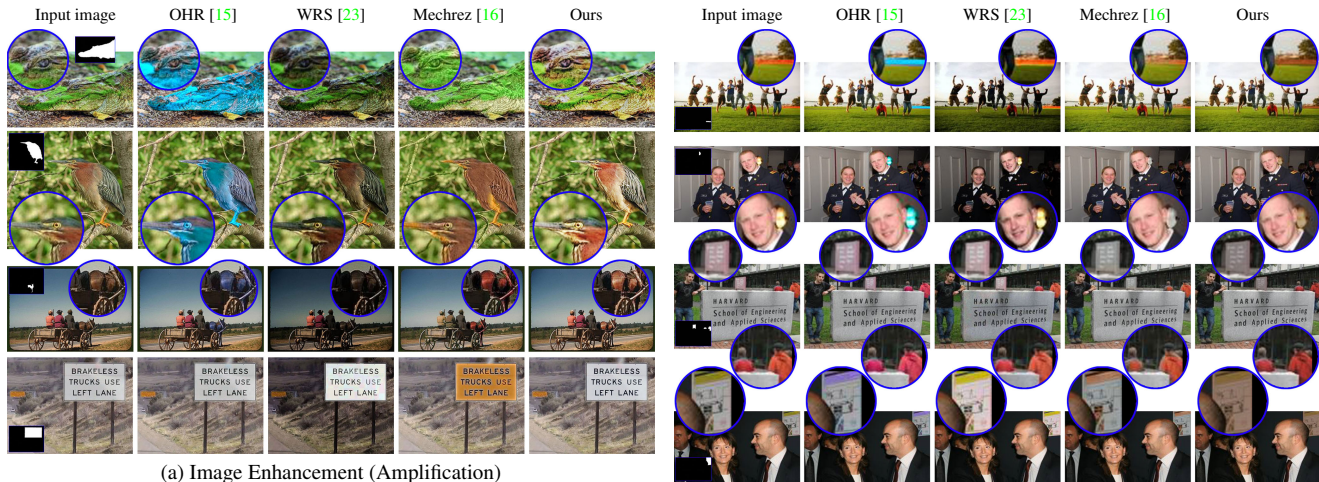 Input image OHR [15] WRS [23] Mechrez [16] Ours
BRAKELESS
TRUCKS USE
LEFT LANE
BRAKELESS
TRUCKS USE
LEFT LANE
BRAKELESS
TRUCKS USE
LEFT LANE
BRAKELESS
TRUCKS USE
LEFT LANE
BRAKELESS
TRUCKS USE
LEFT LANE
(a) Image Enhancement (Amplification)
Input image OHR [15] WRS [23] Mechrez [16] Ours
HARVARD
School of Engineering
and Applied Sciences
HARVARD
School of Engineering
and Applied Sciences
HARVARD
School of Engineering
and Applied Sciences
HARVARD
School of Engineering
and Applied Sciences
HARVARD
School of Engineering
and Applied Sciences